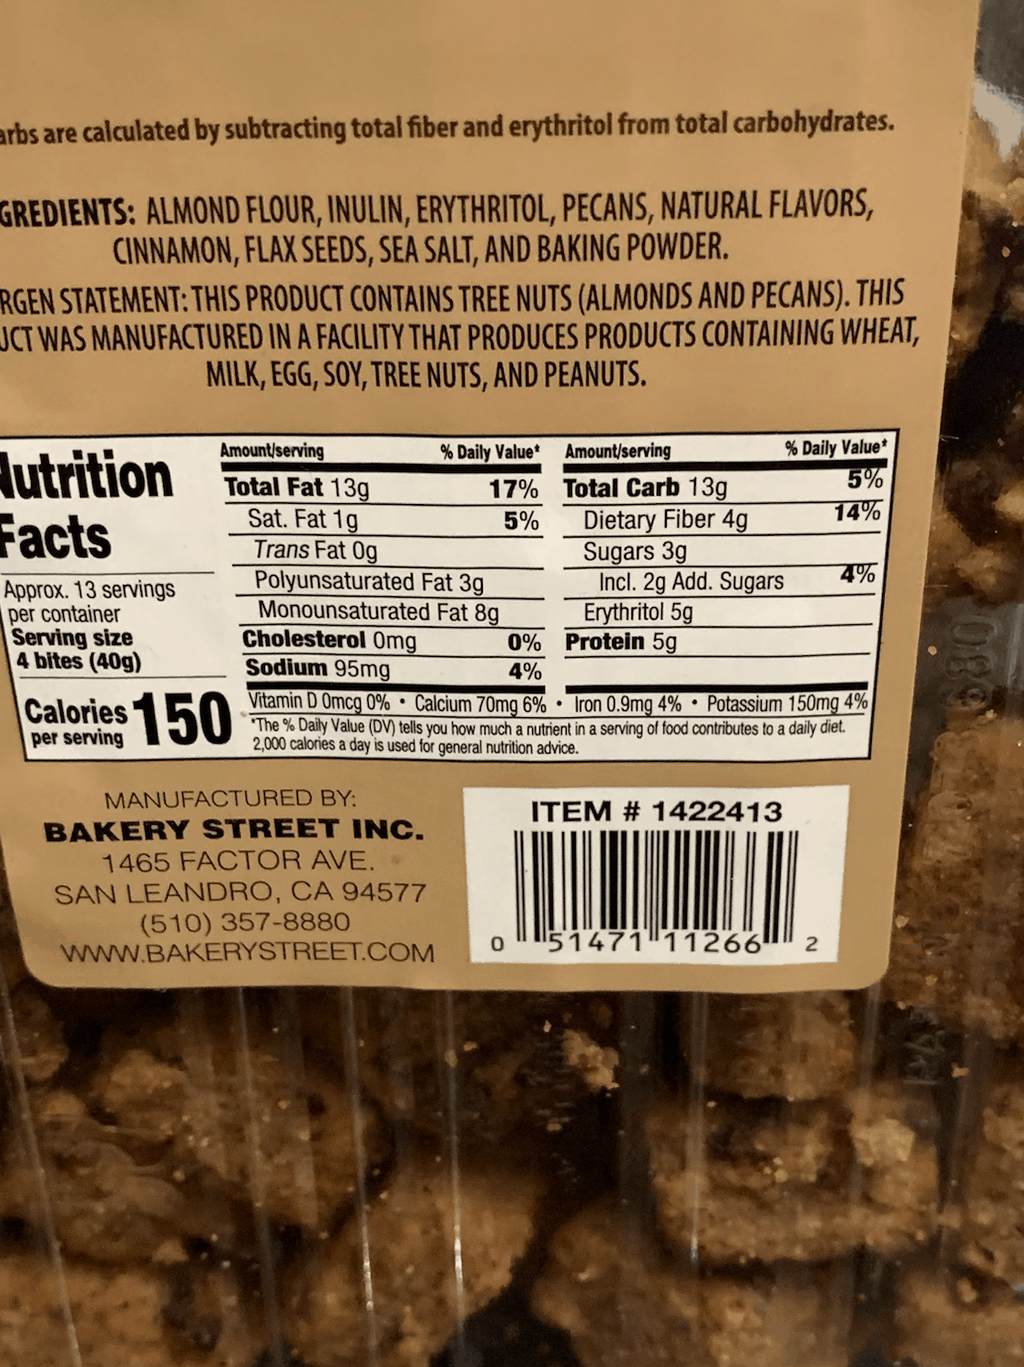 are calculated by subtracting total fiber and erythritol from total carbohydrates.
ALMOND FLOUR, INULIN, ERYTHRITOL, PECANS, NATURAL FLAVORS,
CINNAMON, FLAX SEEDS, SEA SALT, AND BAKING POWDER.
STATEMENT: THIS PRODUCT CONTAINS TREE NUTS (ALMONDS AND PECANS). THIS
WAS MANUFACTURED IN A FACILITY THAT PRODUCES PRODUCTS CONTAINING WHEAT,
MILK, EGG, SOY, TREE NUTS, AND PEANUTS.
Nutrition
Facts
Approx. 13 servings
per container
Serving size
4 bites (40g)
Calories 150
per serving
Amount/serving % Daily Value*
Total Fat 13g 17%
Sat. Fat 1g 5%
Trans Fat 0g
Polyunsaturated Fat 3g
Monounsaturated Fat 8g
Cholesterol 0mg 0%
Sodium 95mg 4%
Amount/serving % Daily Value*
Total Carb 13g 5%
Dietary Fiber 4g 14%
Sugars 3g
Incl. 2g Add. Sugars 4%
Erythritol 5g
Protein 5g
Vitamin D 0mcg 0% • Calcium 70mg 6% • Iron 0.9mg 4% • Potassium 150mg 4%
*The % Daily Value (DV) tells you how much a nutrient in a serving of food contributes to a daily diet.
2,000 calories a day is used for general nutrition advice.
MANUFACTURED BY:
BAKERY STREET INC.
1465 FACTOR AVE.
SAN LEANDRO, CA 94577
(510) 357-8880
WWW.BAKERYSTREET.COM
ITEM # 1422413
0 51471 11266 2